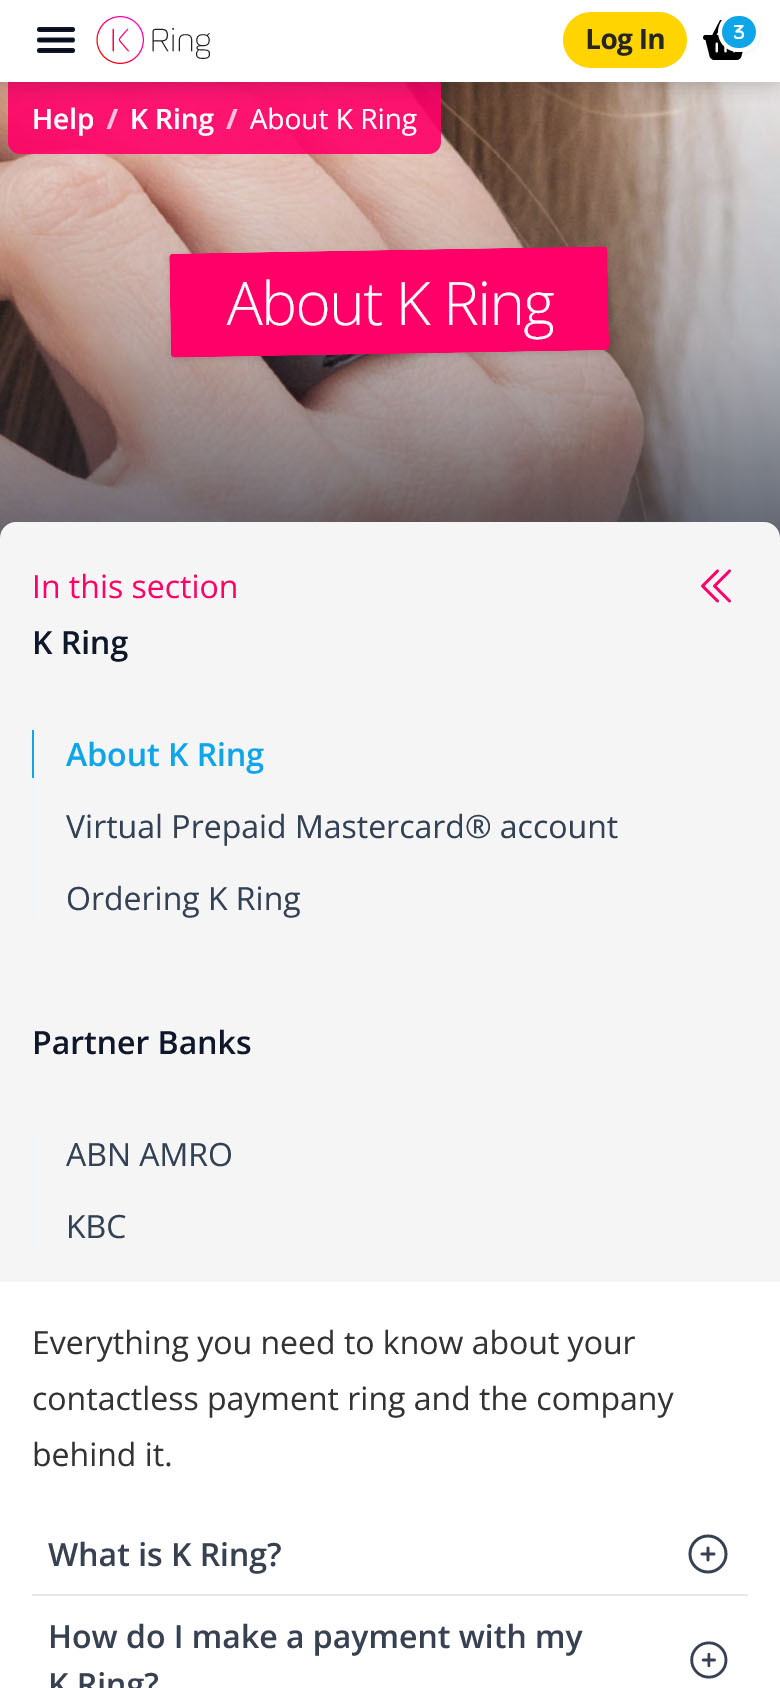 K Ring
Log In
3
Help / K Ring / About K Ring
About K Ring
In this section
K Ring
About K Ring
Virtual Prepaid Mastercard® account
Ordering K Ring
Partner Banks
ABN AMRO
KBC
Everything you need to know about your
contactless payment ring and the company
behind it.
What is K Ring?
How do I make a payment with my
K Ring?